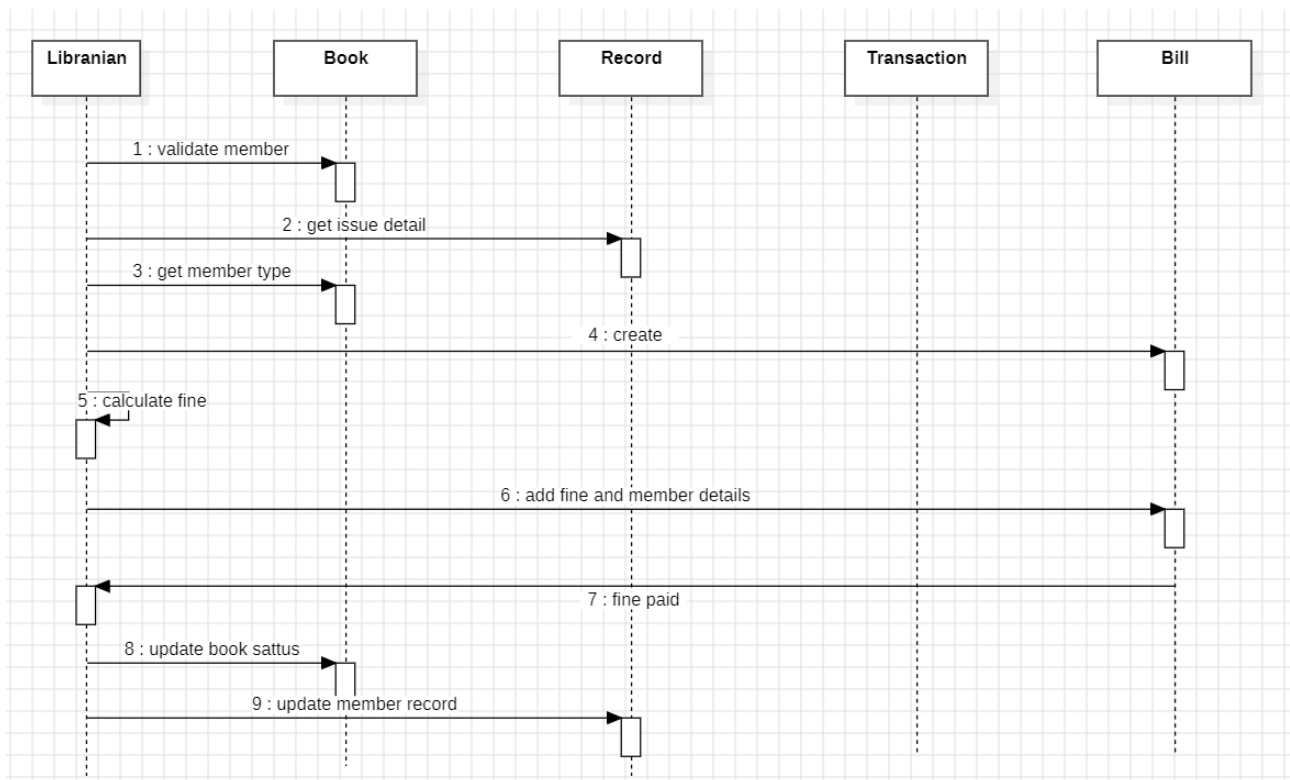 Libranian
Book
Record
Transaction
Bill
1 : validate member
2 : get issue detail
3 : get member type
4 : create
5 : calculate fine
6 : add fine and member details
7 : fine paid
8 : update book sattus
9 : update member record